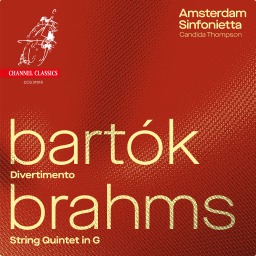 Amsterdam
Sinfonietta
Candida Thompson
CHANNEL CLASSICS
bartók
Divertimento
brahms
String Quintet in G